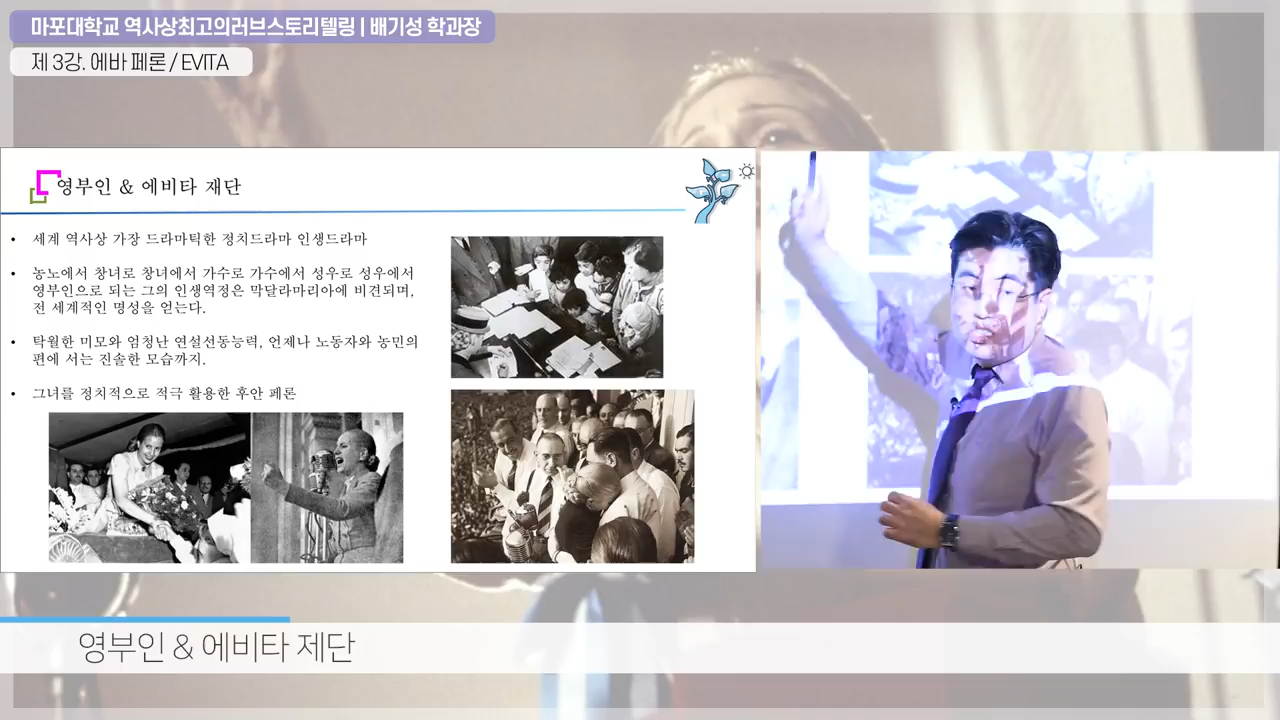 마포대학교 역사상최고의러브스토리텔링 | 배기성 학과장
제 3강. 에바 페론 / EVITA
영부인 & 에비타 재단
• 세계 역사상 가장 드라마틱한 정치드라마 인생드라마
• 농노에서 창녀로 창녀에서 가수로 가수에서 성우로 성우에서
영부인으로 되는 그의 인생역정은 막달라마리아에 비견되며,
전 세계적인 명성을 얻는다.
• 탁월한 미모와 엄청난 연설선동능력, 언제나 노동자와 농민의
편에 서는 진솔한 모습까지.
• 그녀를 정치적으로 적극 활용한 후안 페론
영부인 & 에비타 제단